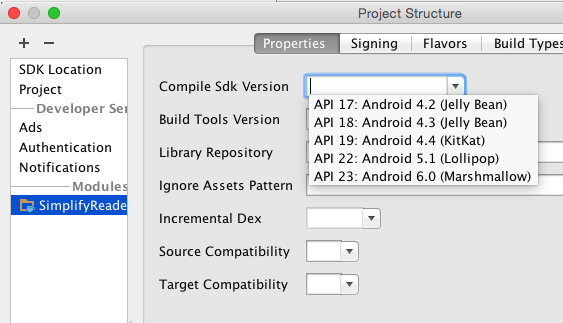 Project Structure
Properties
Signing
Flavors
Build Types
SDK Location
Project
Developer Ser
Ads
Authentication
Notifications
Modules
SimplifyReade
Compile Sdk Version
API 17: Android 4.2 (Jelly Bean)
API 18: Android 4.3 (Jelly Bean)
API 19: Android 4.4 (KitKat)
API 22: Android 5.1 (Lollipop)
API 23: Android 6.0 (Marshmallow)
Build Tools Version
Library Repository
Ignore Assets Pattern
Incremental Dex
Source Compatibility
Target Compatibility